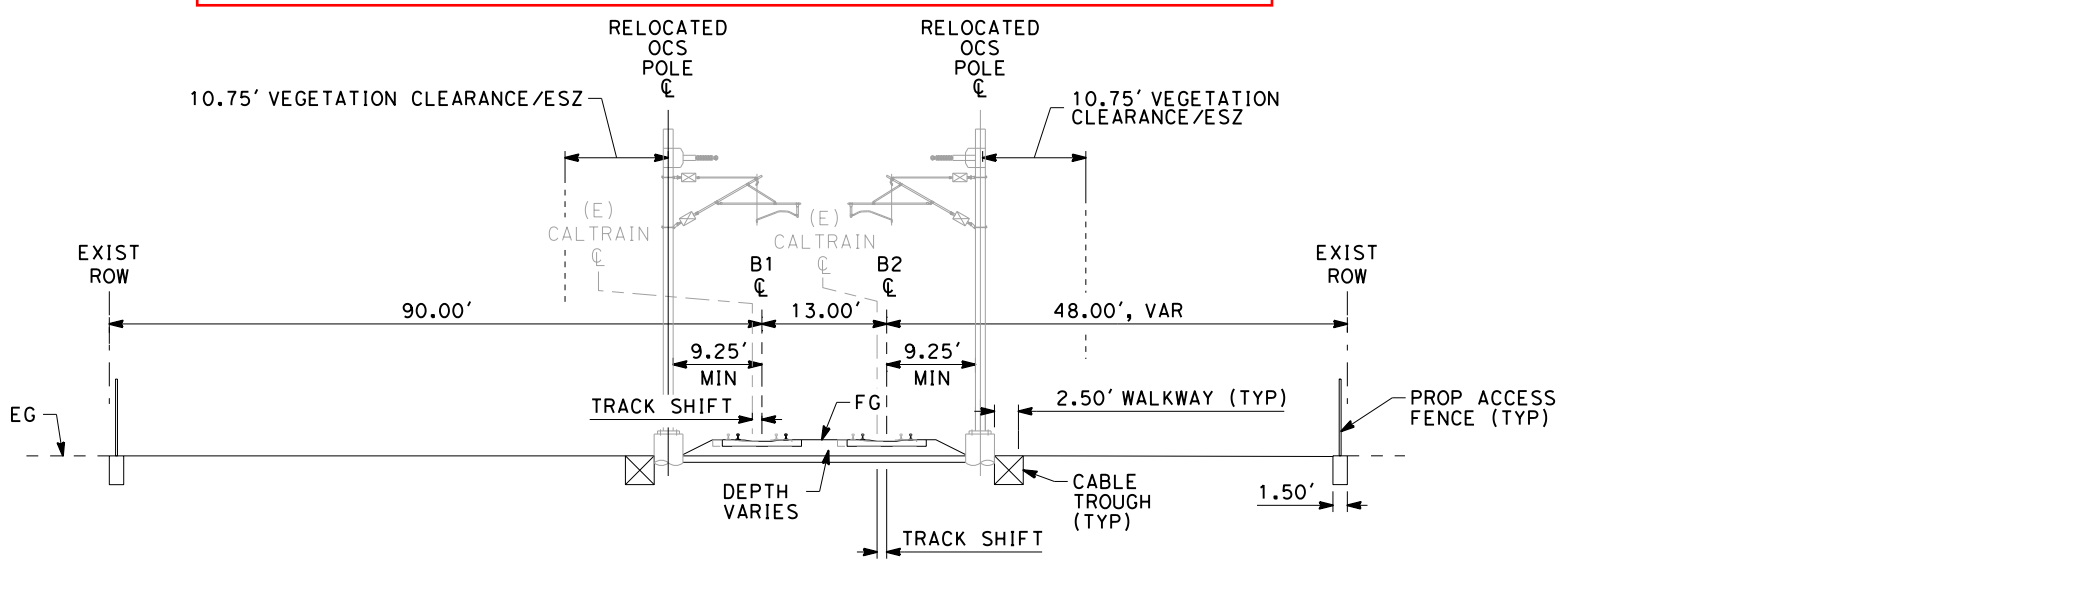 RELOCATED
OCS
POLE
℄
RELOCATED
OCS
POLE
℄
10.75' VEGETATION CLEARANCE/ESZ
10.75' VEGETATION
CLEARANCE/ESZ
(E)
CALTRAIN
℄
(E)
CALTRAIN
℄
EXIST
ROW
B1
℄
B2
℄
EXIST
ROW
90.00'
13.00'
48.00', VAR
9.25'
MIN
9.25'
MIN
TRACK SHIFT
FG
2.50' WALKWAY (TYP)
PROP ACCESS
FENCE (TYP)
EG
DEPTH
VARIES
CABLE
TROUGH
(TYP)
1.50'
TRACK SHIFT